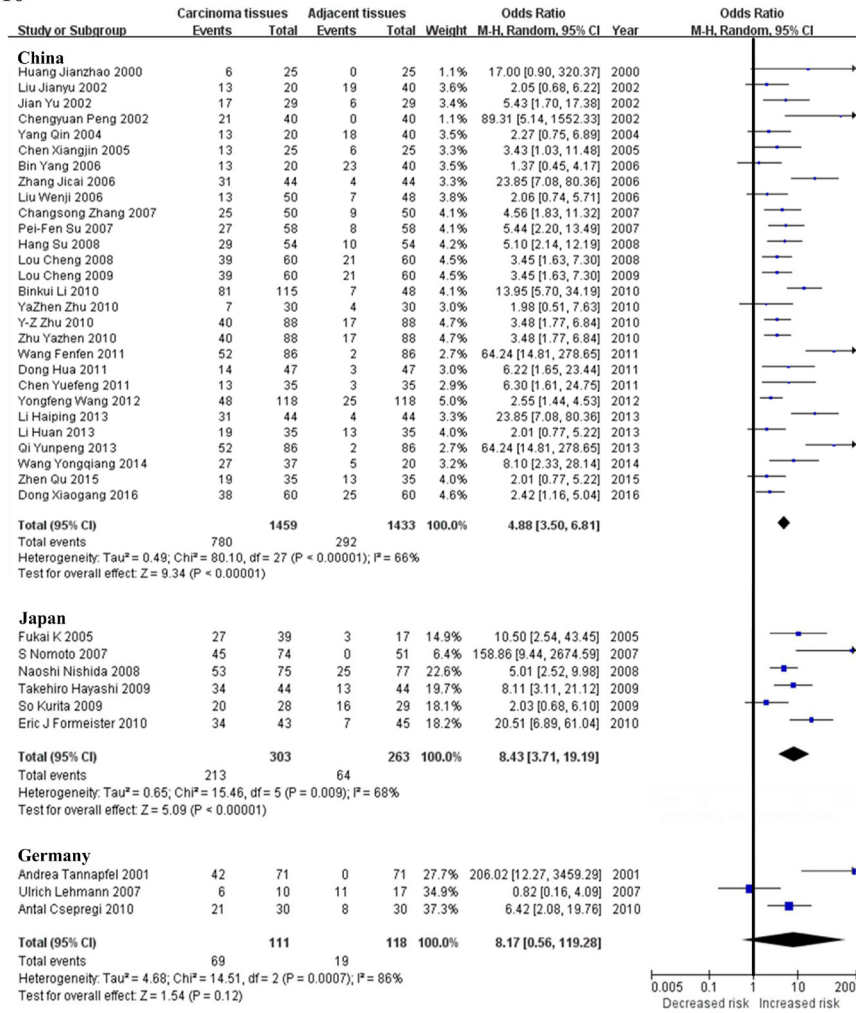 Carcinoma tissues Adjacent tissues Odds Ratio Odds Ratio
Study or Subgroup Events Total Events Total Weight M-H, Random, 95% CI Year M-H, Random, 95% CI
China
Huang Jianzhao 2000 6 25 0 25 1.1% 17.00 [0.90, 320.37] 2000
Liu Jianyu 2002 13 20 19 40 3.6% 2.05 [0.68, 6.22] 2002
Jian Yu 2002 17 29 6 29 3.4% 5.43 [1.70, 17.38] 2002
Chengyuan Peng 2002 21 40 0 40 1.1% 89.31 [5.14, 1552.33] 2002
Yang Qin 2004 13 20 18 40 3.6% 2.27 [0.75, 6.89] 2004
Chen Xiangjin 2005 13 25 6 25 3.4% 3.43 [1.03, 11.48] 2005
Bin Yang 2006 13 20 23 40 3.6% 1.37 [0.45, 4.17] 2006
Zhang Jicai 2006 31 44 4 44 3.3% 23.85 [7.08, 80.36] 2006
Liu Wenji 2006 13 50 7 48 3.8% 2.06 [0.74, 5.71] 2006
Changsong Zhang 2007 25 50 9 50 4.1% 4.56 [1.83, 11.32] 2007
Pei-Fen Su 2007 27 58 8 58 4.1% 5.44 [2.20, 13.49] 2007
Hang Su 2008 29 54 10 54 4.2% 5.10 [2.14, 12.19] 2008
Lou Cheng 2008 39 60 21 60 4.5% 3.45 [1.63, 7.30] 2008
Lou Cheng 2009 39 60 21 60 4.5% 3.45 [1.63, 7.30] 2009
Binkui Li 2010 81 115 7 48 4.2% 13.95 [5.70, 34.19] 2010
YaZhen Zhu 2010 7 30 4 30 3.0% 1.98 [0.51, 7.63] 2010
Y-Z Zhu 2010 40 88 17 88 4.7% 3.48 [1.77, 6.84] 2010
Zhu Yazhen 2010 40 88 17 88 4.7% 3.48 [1.77, 6.84] 2010
Wang Fenfen 2011 52 86 2 86 2.7% 64.24 [14.81, 278.65] 2011
Dong Hua 2011 14 47 3 47 3.0% 6.22 [1.65, 23.44] 2011
Chen Yuefeng 2011 13 35 3 35 2.9% 6.30 [1.61, 24.75] 2011
Yongfeng Wang 2012 48 118 25 118 5.0% 2.55 [1.44, 4.53] 2012
Li Haiping 2013 31 44 4 44 3.3% 23.85 [7.08, 80.36] 2013
Li Huan 2013 19 35 13 35 4.0% 2.01 [0.77, 5.22] 2013
Qi Yunpeng 2013 52 86 2 86 2.7% 64.24 [14.81, 278.65] 2013
Wang Yongqiang 2014 27 37 5 20 3.2% 8.10 [2.33, 28.14] 2014
Zhen Qu 2015 19 35 13 35 4.0% 2.01 [0.77, 5.22] 2015
Dong Xiaogang 2016 38 60 25 60 4.6% 2.42 [1.16, 5.04] 2016
Total (95% CI) 1459 1433 100.0% 4.88 [3.50, 6.81]
Total events 780 292
Heterogeneity: Tau² = 0.49; Chi² = 80.10, df = 27 (P < 0.00001); I² = 66%
Test for overall effect: Z = 9.34 (P < 0.00001)
Japan
Fukai K 2005 27 39 3 17 14.9% 10.50 [2.54, 43.45] 2005
S Nomoto 2007 45 74 0 51 6.4% 158.86 [9.44, 2674.59] 2007
Naoshi Nishida 2008 53 75 25 77 22.6% 5.01 [2.52, 9.98] 2008
Takehiro Hayashi 2009 34 44 13 44 19.7% 8.11 [3.11, 21.12] 2009
So Kurita 2009 20 28 16 29 18.1% 2.03 [0.68, 6.10] 2009
Eric J Formeister 2010 34 43 7 45 18.2% 20.51 [6.89, 61.04] 2010
Total (95% CI) 303 263 100.0% 8.43 [3.71, 19.19]
Total events 213 64
Heterogeneity: Tau² = 0.65; Chi² = 15.46, df = 5 (P = 0.009); I² = 68%
Test for overall effect: Z = 5.09 (P < 0.00001)
Germany
Andrea Tannapfel 2001 42 71 0 71 27.7% 206.02 [12.27, 3459.29] 2001
Ulrich Lehmann 2007 6 10 11 17 34.9% 0.82 [0.16, 4.09] 2007
Antal Csepregi 2010 21 30 8 30 37.3% 6.42 [2.08, 19.76] 2010
Total (95% CI) 111 118 100.0% 8.17 [0.56, 119.28]
Total events 69 19
Heterogeneity: Tau² = 4.68; Chi² = 14.51, df = 2 (P = 0.0007); I² = 86%
Test for overall effect: Z = 1.54 (P = 0.12)
0.005 0.1 1 10 200
Decreased risk Increased risk